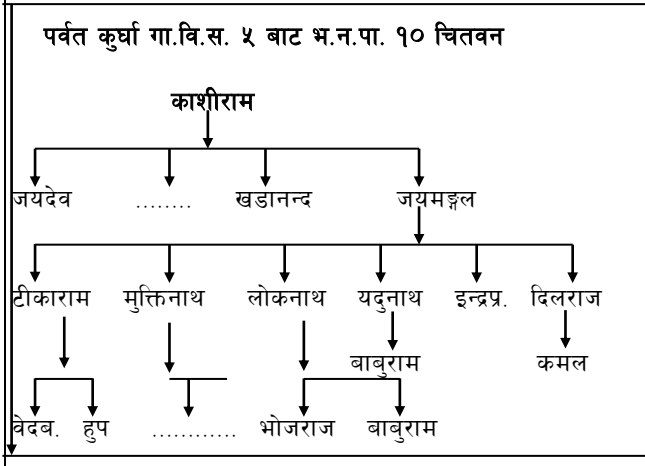 पर्वत कुर्घा गा.वि.स. ५ बाट भ.न.पा. १० चितवन
काशीराम
जयदेव ........ खडानन्द जयमङ्गल
टीकाराम मुक्तिनाथ लोकनाथ यदुनाथ इन्द्रप्र. दिलराज
बाबुराम कमल
वेदब. हुप ............ भोजराज बाबुराम